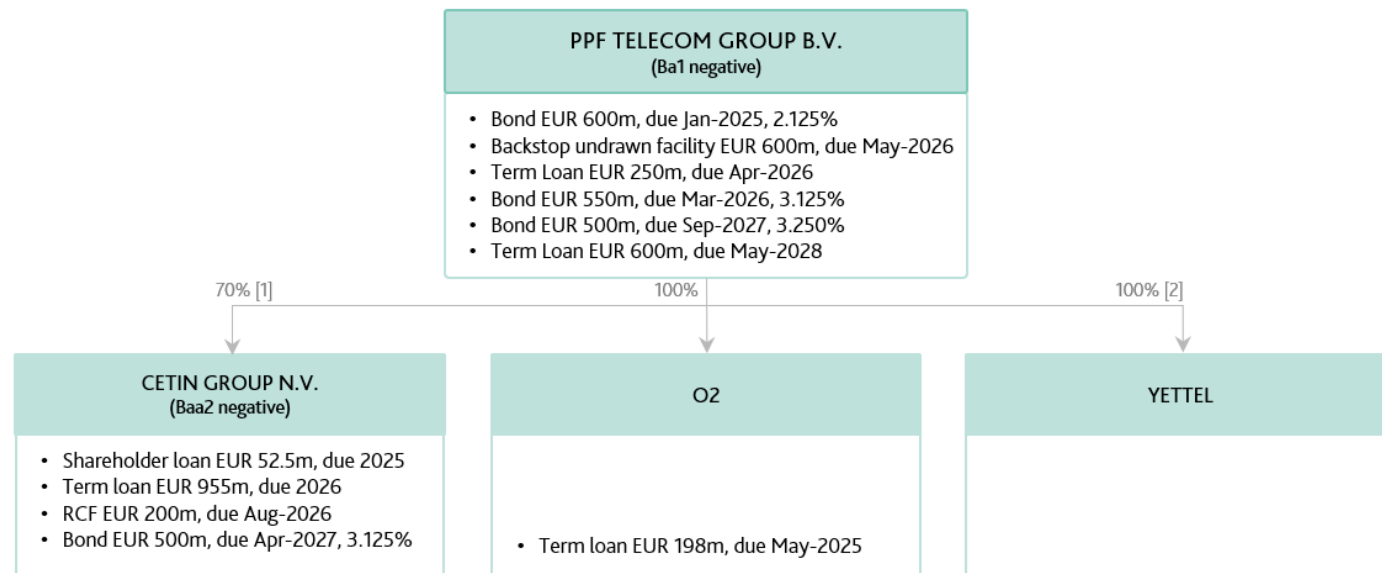 PPF TELECOM GROUP B.V.
(Ba1 negative)
• Bond EUR 600m, due Jan-2025, 2.125%
• Backstop undrawn facility EUR 600m, due May-2026
• Term Loan EUR 250m, due Apr-2026
• Bond EUR 550m, due Mar-2026, 3.125%
• Bond EUR 500m, due Sep-2027, 3.250%
• Term Loan EUR 600m, due May-2028
70% [1]
100%
100% [2]
CETIN GROUP N.V.
(Baa2 negative)
• Shareholder loan EUR 52.5m, due 2025
• Term loan EUR 955m, due 2026
• RCF EUR 200m, due Aug-2026
• Bond EUR 500m, due Apr-2027, 3.125%
O2
• Term loan EUR 198m, due May-2025
YETTEL